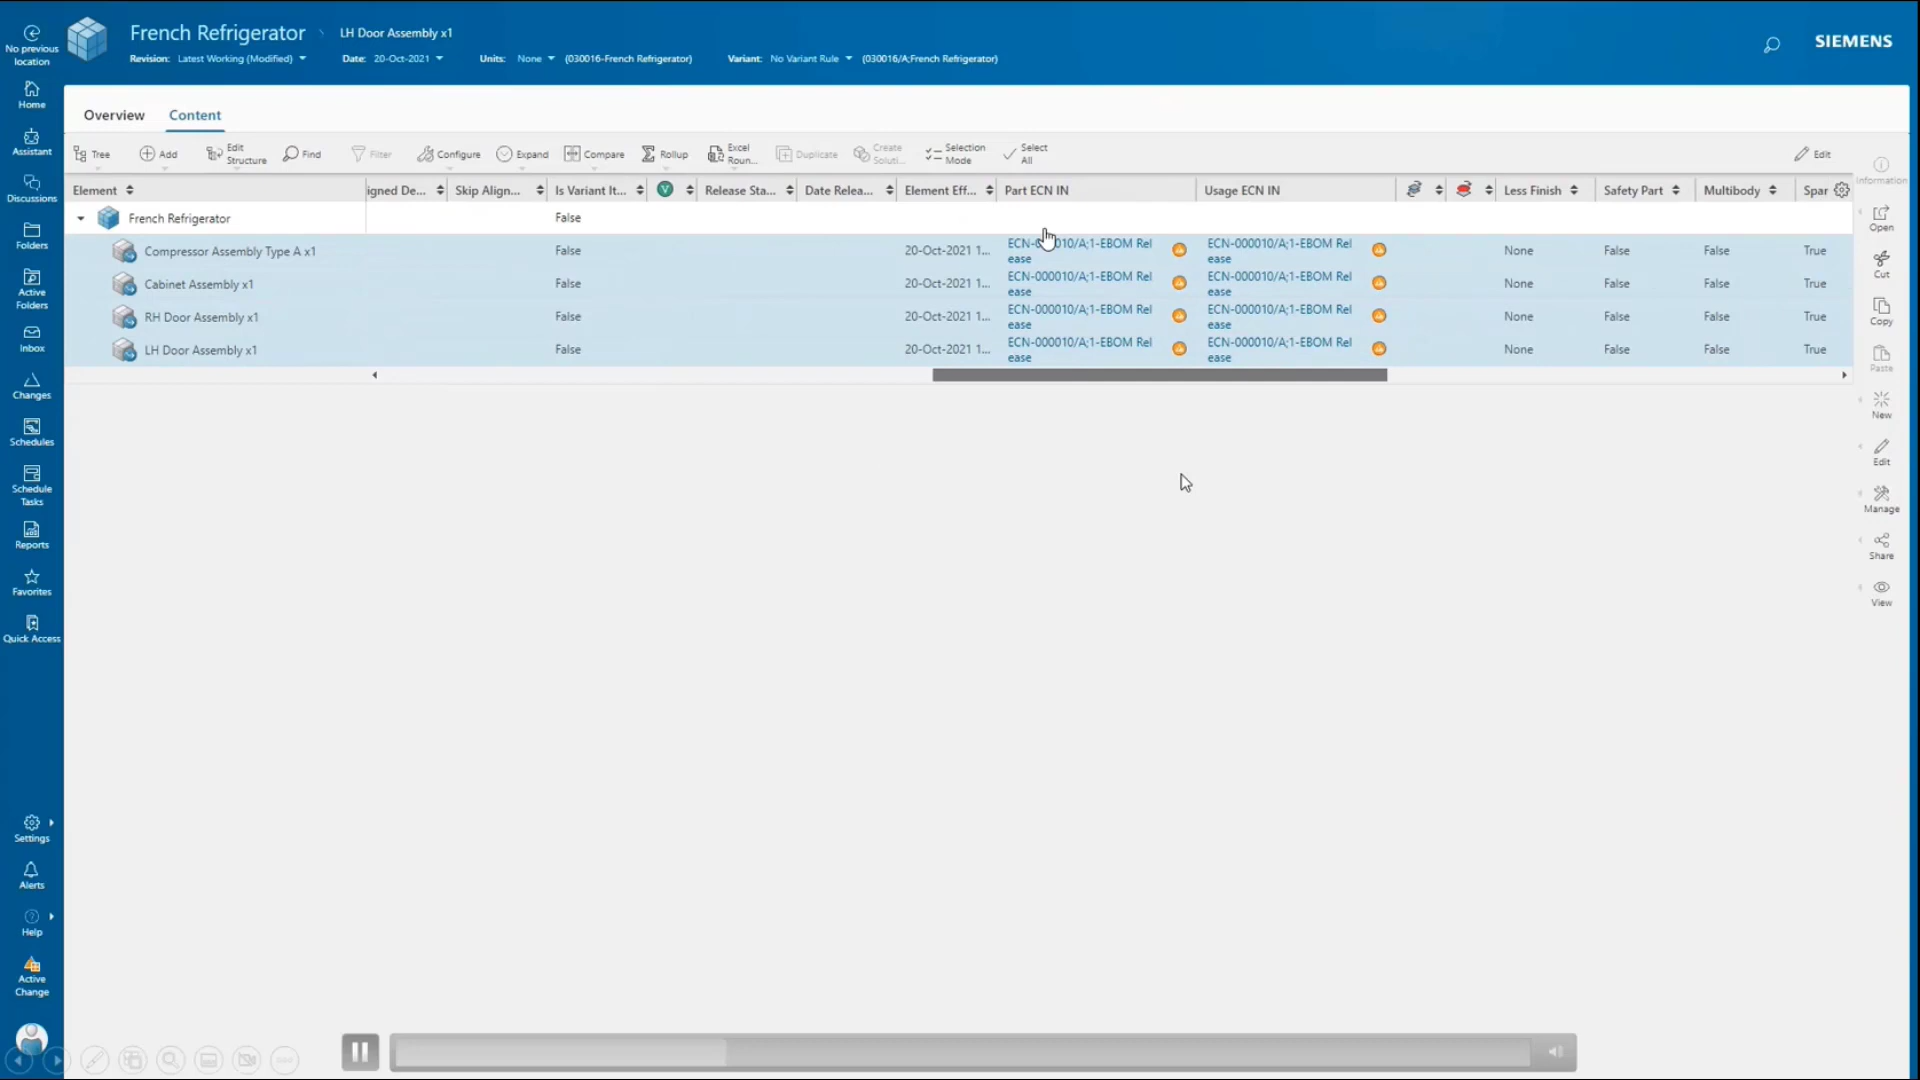 No previous
location
Home
Assistant
Discussions
Folders
Active
Folders
Inbox
Changes
Schedules
Schedule
Tasks
Reports
Favorites
Quick Access
Settings
Alerts
Help
Active
Change
French Refrigerator LH Door Assembly x1
Revision: Latest Working (Modified) Date: 20-Oct-2021 Units: None (030016-French Refrigerator) Variant: No Variant Rule (030016/A;French Refrigerator)
SIEMENS
Overview Content
Tree Add Edit Structure Find Filter Configure Expand Compare Rollup Excel Roun... Duplicate Create Soluti... Selection Mode Select All Edit
Element igned De... Skip Align... Is Variant It... V Release Sta... Date Relea... Element Eff... Part ECN IN Usage ECN IN Less Finish Safety Part Multibody Spar
French Refrigerator False
Compressor Assembly Type A x1 False 20-Oct-2021 1... 010/A;1-EBOM Rel ECN-000010/A;1-EBOM Rel None False False True
ease ease
Cabinet Assembly x1 False 20-Oct-2021 1... ECN-000010/A;1-EBOM Rel ECN-000010/A;1-EBOM Rel None False False True
ease ease
RH Door Assembly x1 False 20-Oct-2021 1... ECN-000010/A;1-EBOM Rel ECN-000010/A;1-EBOM Rel None False False True
ease ease
LH Door Assembly x1 False 20-Oct-2021 1... ECN-000010/A;1-EBOM Rel ECN-000010/A;1-EBOM Rel None False False True
ease ease
Information
Open
Cut
Copy
Paste
New
Edit
Manage
Share
View